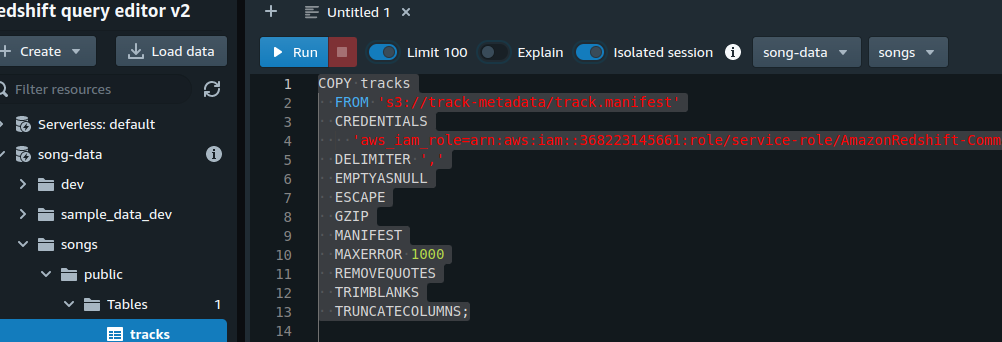 edshift query editor v2
Create
Load data
Filter resources
Serverless: default
song-data
dev
sample_data_dev
songs
public
Tables 1
tracks
Untitled 1
Run
Limit 100
Explain
Isolated session
song-data
songs
1 COPY tracks
2 FROM 's3://track-metadata/track.manifest'
3 CREDENTIALS
4 'aws_iam_role=arn:aws:iam::368223145661:role/service-role/AmazonRedshift-Comm
5 DELIMITER ','
6 EMPTYASNULL
7 ESCAPE
8 GZIP
9 MANIFEST
10 MAXERROR 1000
11 REMOVEQUOTES
12 TRIMBLANKS
13 TRUNCATECOLUMNS;
14